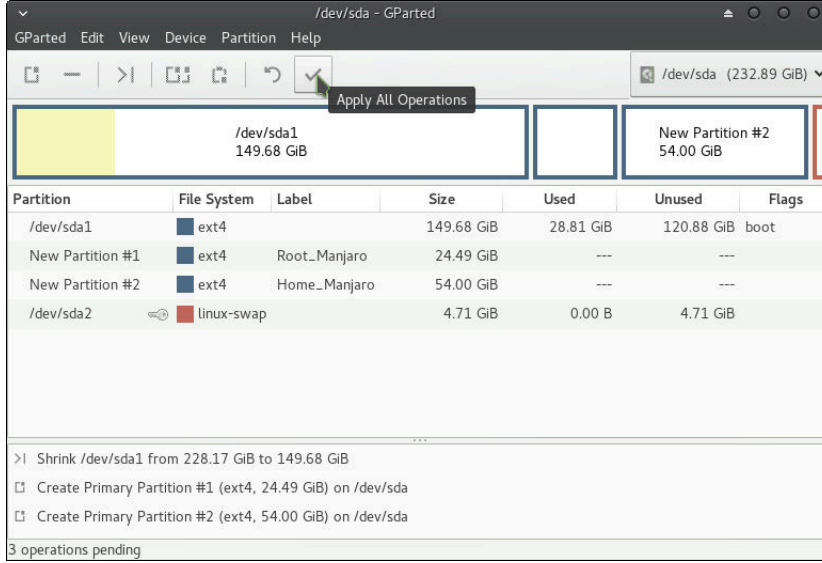 /dev/sda - GParted
GParted Edit View Device Partition Help
/dev/sda (232.89 GiB)
Apply All Operations
/dev/sda1
149.68 GiB
New Partition #2
54.00 GiB
Partition File System Label Size Used Unused Flags
/dev/sda1 ext4 149.68 GiB 28.81 GiB 120.88 GiB boot
New Partition #1 ext4 Root_Manjaro 24.49 GiB --- ---
New Partition #2 ext4 Home_Manjaro 54.00 GiB --- ---
/dev/sda2 linux-swap 4.71 GiB 0.00 B 4.71 GiB
Shrink /dev/sda1 from 228.17 GiB to 149.68 GiB
Create Primary Partition #1 (ext4, 24.49 GiB) on /dev/sda
Create Primary Partition #2 (ext4, 54.00 GiB) on /dev/sda
3 operations pending